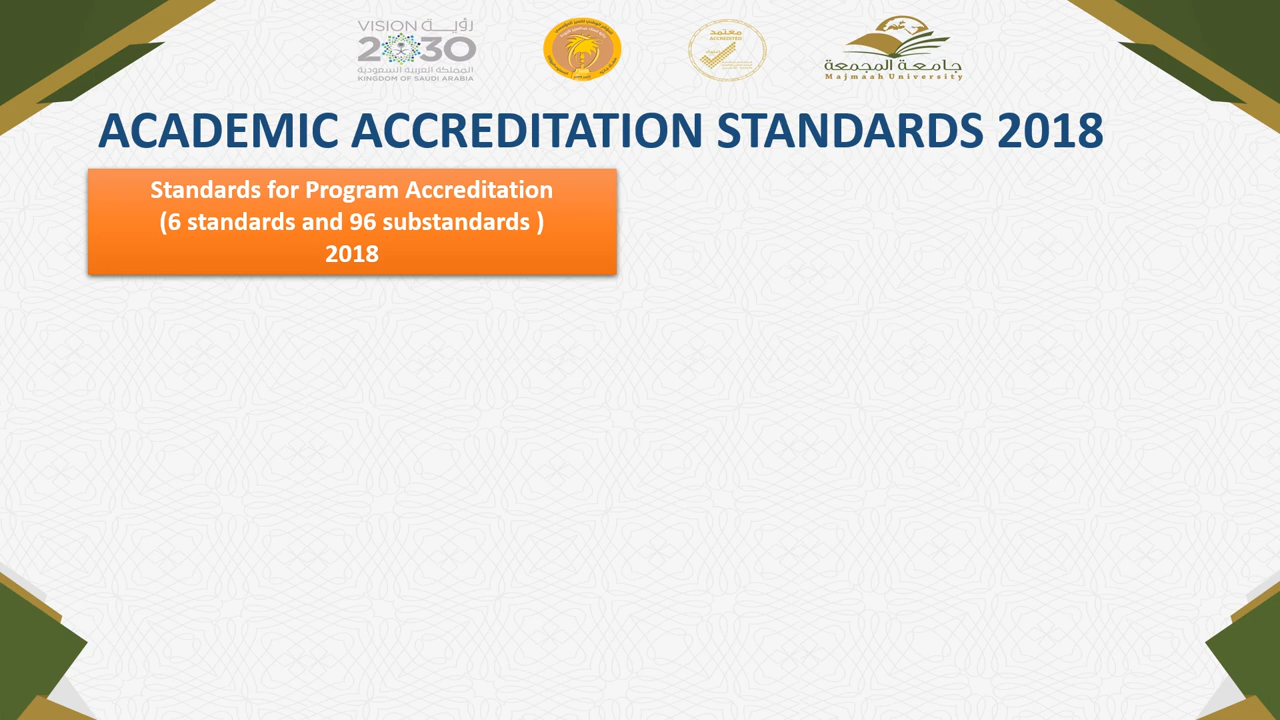 VISION رؤية
2030
المملكة العربية السعودية
KINGDOM OF SAUDI ARABIA
معتمد
ACCREDITED
جامعة المجمعة
Majmaah University
ACADEMIC ACCREDITATION STANDARDS 2018
Standards for Program Accreditation
(6 standards and 96 substandards )
2018